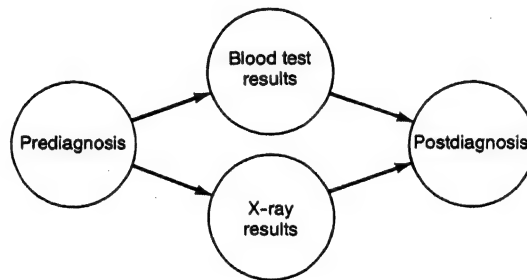 Blood test
results
Prediagnosis
Postdiagnosis
X-ray
results